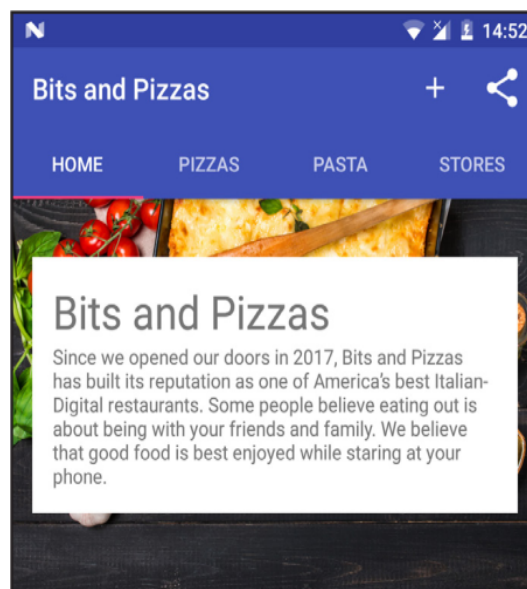 14:52
Bits and Pizzas
HOME PIZZAS PASTA STORES
Bits and Pizzas
Since we opened our doors in 2017, Bits and Pizzas
has built its reputation as one of America's best Italian-
Digital restaurants. Some people believe eating out is
about being with your friends and family. We believe
that good food is best enjoyed while staring at your
phone.